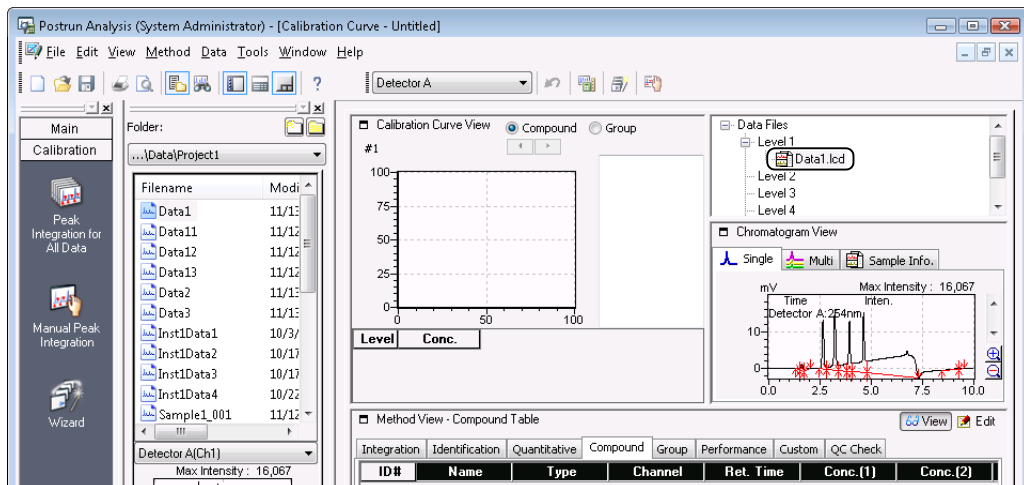 Postrun Analysis (System Administrator) - [Calibration Curve - Untitled]
File Edit View Method Data Tools Window Help
Detector A
Main
Calibration
Peak
Integration for
All Data
Manual Peak
Integration
Wizard
Folder:
...\Data\Project1
Filename Modi
Data1 11/13
Data11 11/12
Data12 11/12
Data13 11/12
Data2 11/13
Data3 11/13
Inst1Data1 10/3/
Inst1Data2 10/17
Inst1Data3 10/17
Inst1Data4 10/22
Sample1_001 11/12
Detector A(Ch1)
Max Intensity : 16,067
Calibration Curve View Compound Group
#1
100
75
50
25
0
0 50 100
Level Conc.
Data Files
Level 1
Data1.lcd
Level 2
Level 3
Level 4
Chromatogram View
Single Multi Sample Info.
mV Max Intensity : 16,067
Time Inten.
Detector A:254nm
10
0
0.0 2.5 5.0 7.5 10.0
Method View - Compound Table View Edit
Integration Identification Quantitative Compound Group Performance Custom QC Check
ID# Name Type Channel Ret. Time Conc.(1) Conc.(2)